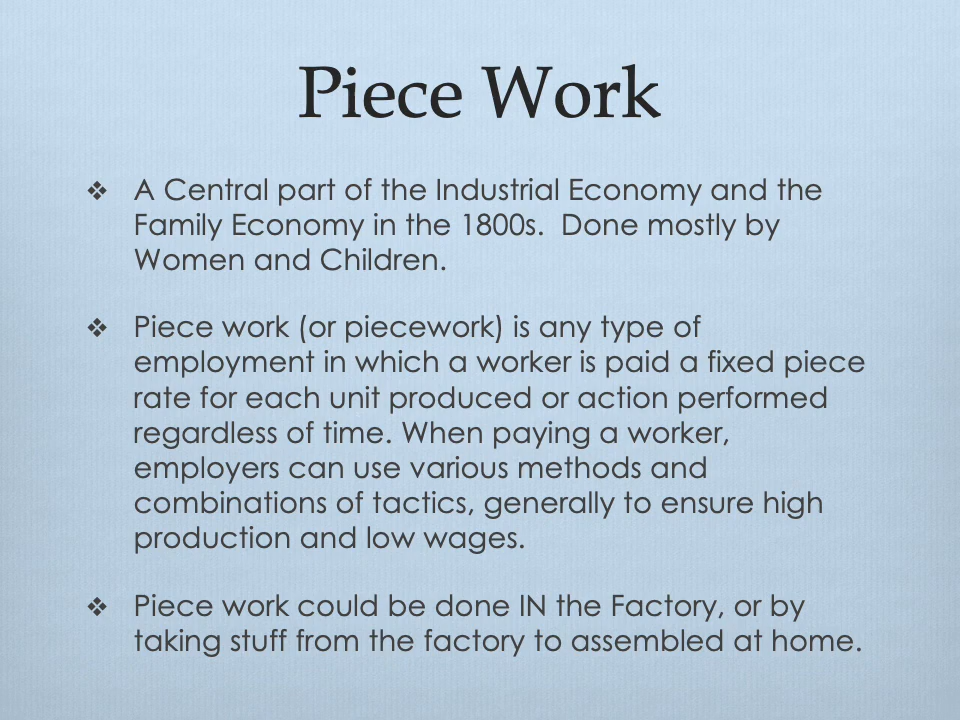 Piece Work
❖ A Central part of the Industrial Economy and the
Family Economy in the 1800s.  Done mostly by
Women and Children.
❖ Piece work (or piecework) is any type of
employment in which a worker is paid a fixed piece
rate for each unit produced or action performed
regardless of time. When paying a worker,
employers can use various methods and
combinations of tactics, generally to ensure high
production and low wages.
❖ Piece work could be done IN the Factory, or by
taking stuff from the factory to assembled at home.